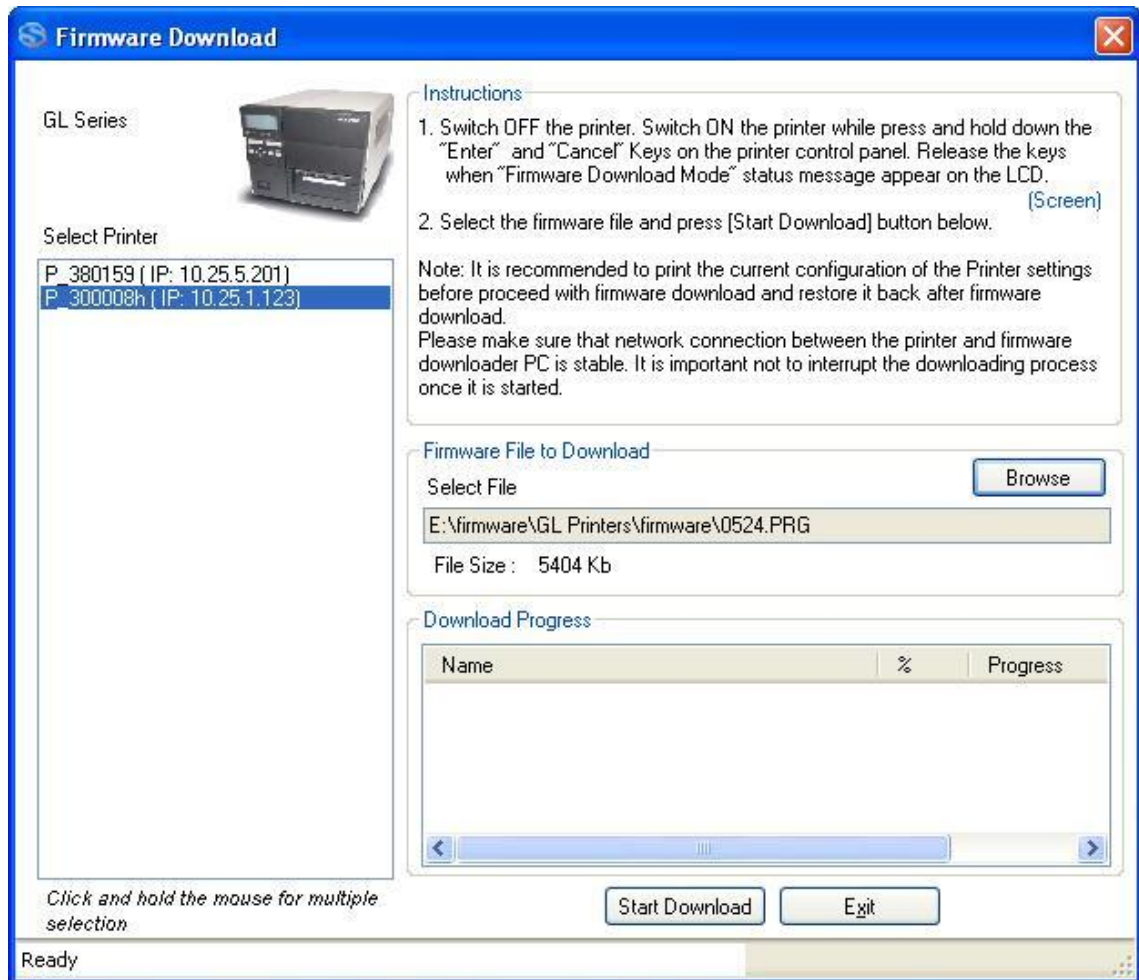 Firmware Download
GL Series
Select Printer
P_380159 ( IP: 10.25.5.201)
P_300008h ( IP: 10.25.1.123)
Click and hold the mouse for multiple
selection
Instructions
1. Switch OFF the printer. Switch ON the printer while press and hold down the
"Enter" and "Cancel" Keys on the printer control panel. Release the keys
when "Firmware Download Mode" status message appear on the LCD.
(Screen)
2. Select the firmware file and press [Start Download] button below.
Note: It is recommended to print the current configuration of the Printer settings
before proceed with firmware download and restore it back after firmware
download.
Please make sure that network connection between the printer and firmware
downloader PC is stable. It is important not to interrupt the downloading process
once it is started.
Firmware File to Download
Select File
Browse
E:\firmware\GL Printers\firmware\0524.PRG
File Size : 5404 Kb
Download Progress
Name % Progress
Start Download Exit
Ready